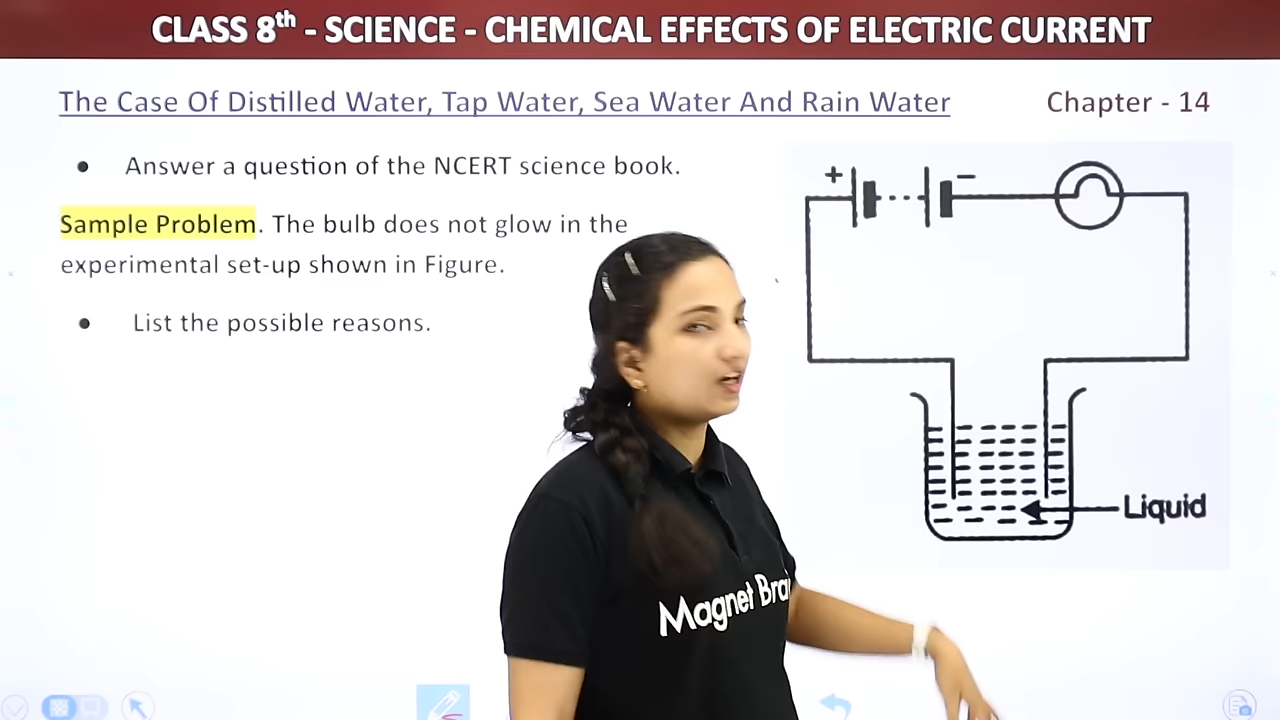 CLASS 8th - SCIENCE - CHEMICAL EFFECTS OF ELECTRIC CURRENT
The Case Of Distilled Water, Tap Water, Sea Water And Rain Water
Chapter - 14
• Answer a question of the NCERT science book.
Sample Problem. The bulb does not glow in the
experimental set-up shown in Figure.
• List the possible reasons.
+ −
Liquid
Magnet Brai